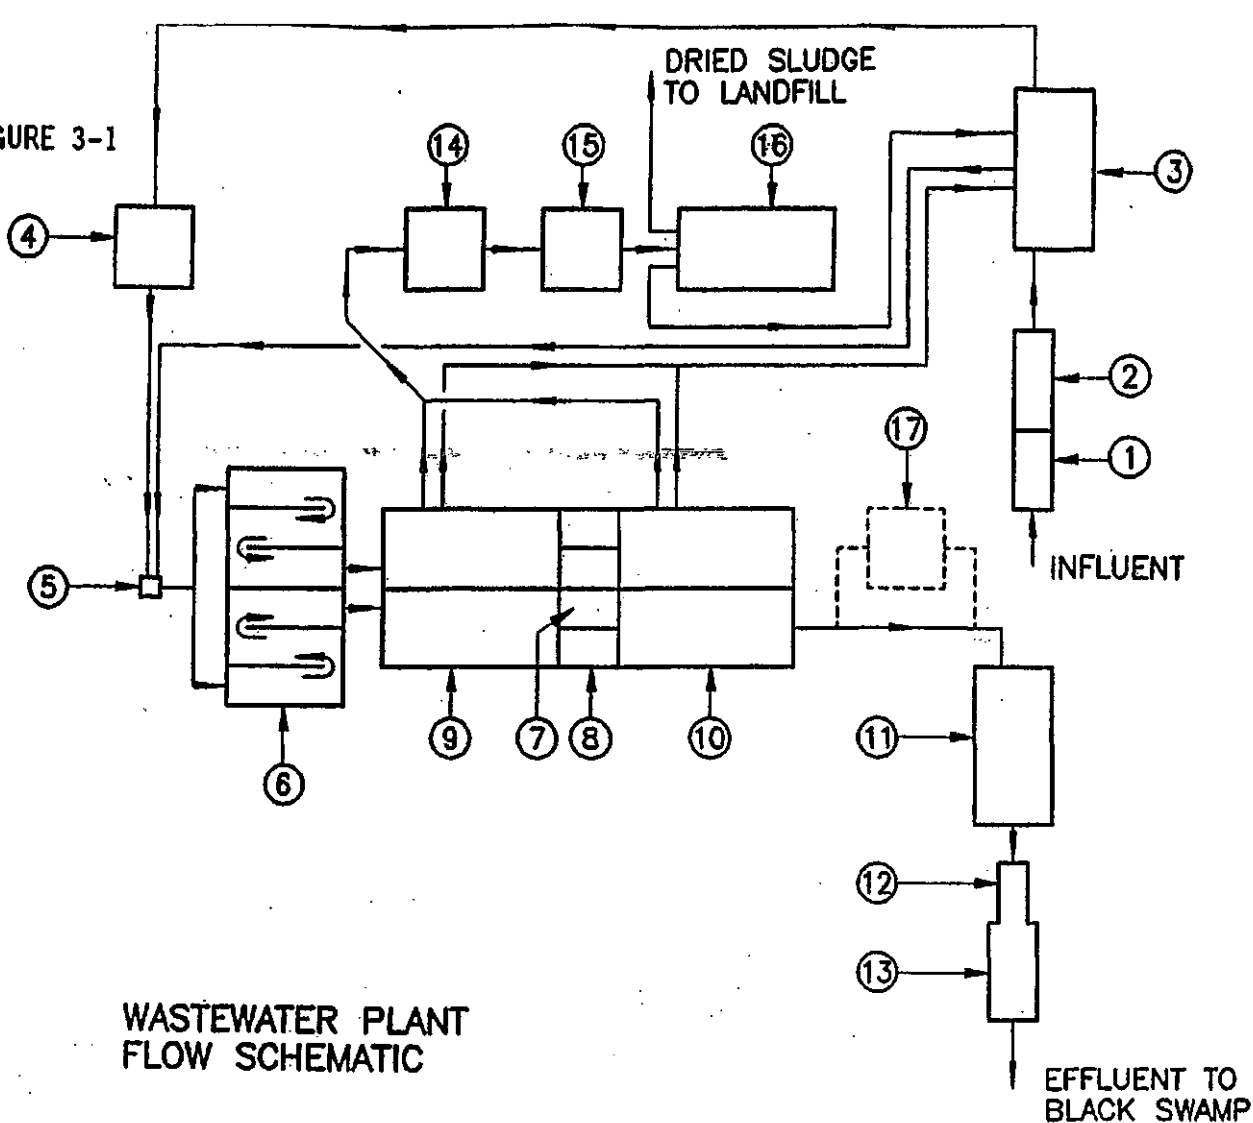 DRIED SLUDGE
TO LANDFILL
GURE 3-1
14
15
16
3
4
2
17
1
INFLUENT
5
9
7
8
10
11
6
12
13
WASTEWATER PLANT
FLOW SCHEMATIC
EFFLUENT TO
BLACK SWAMP